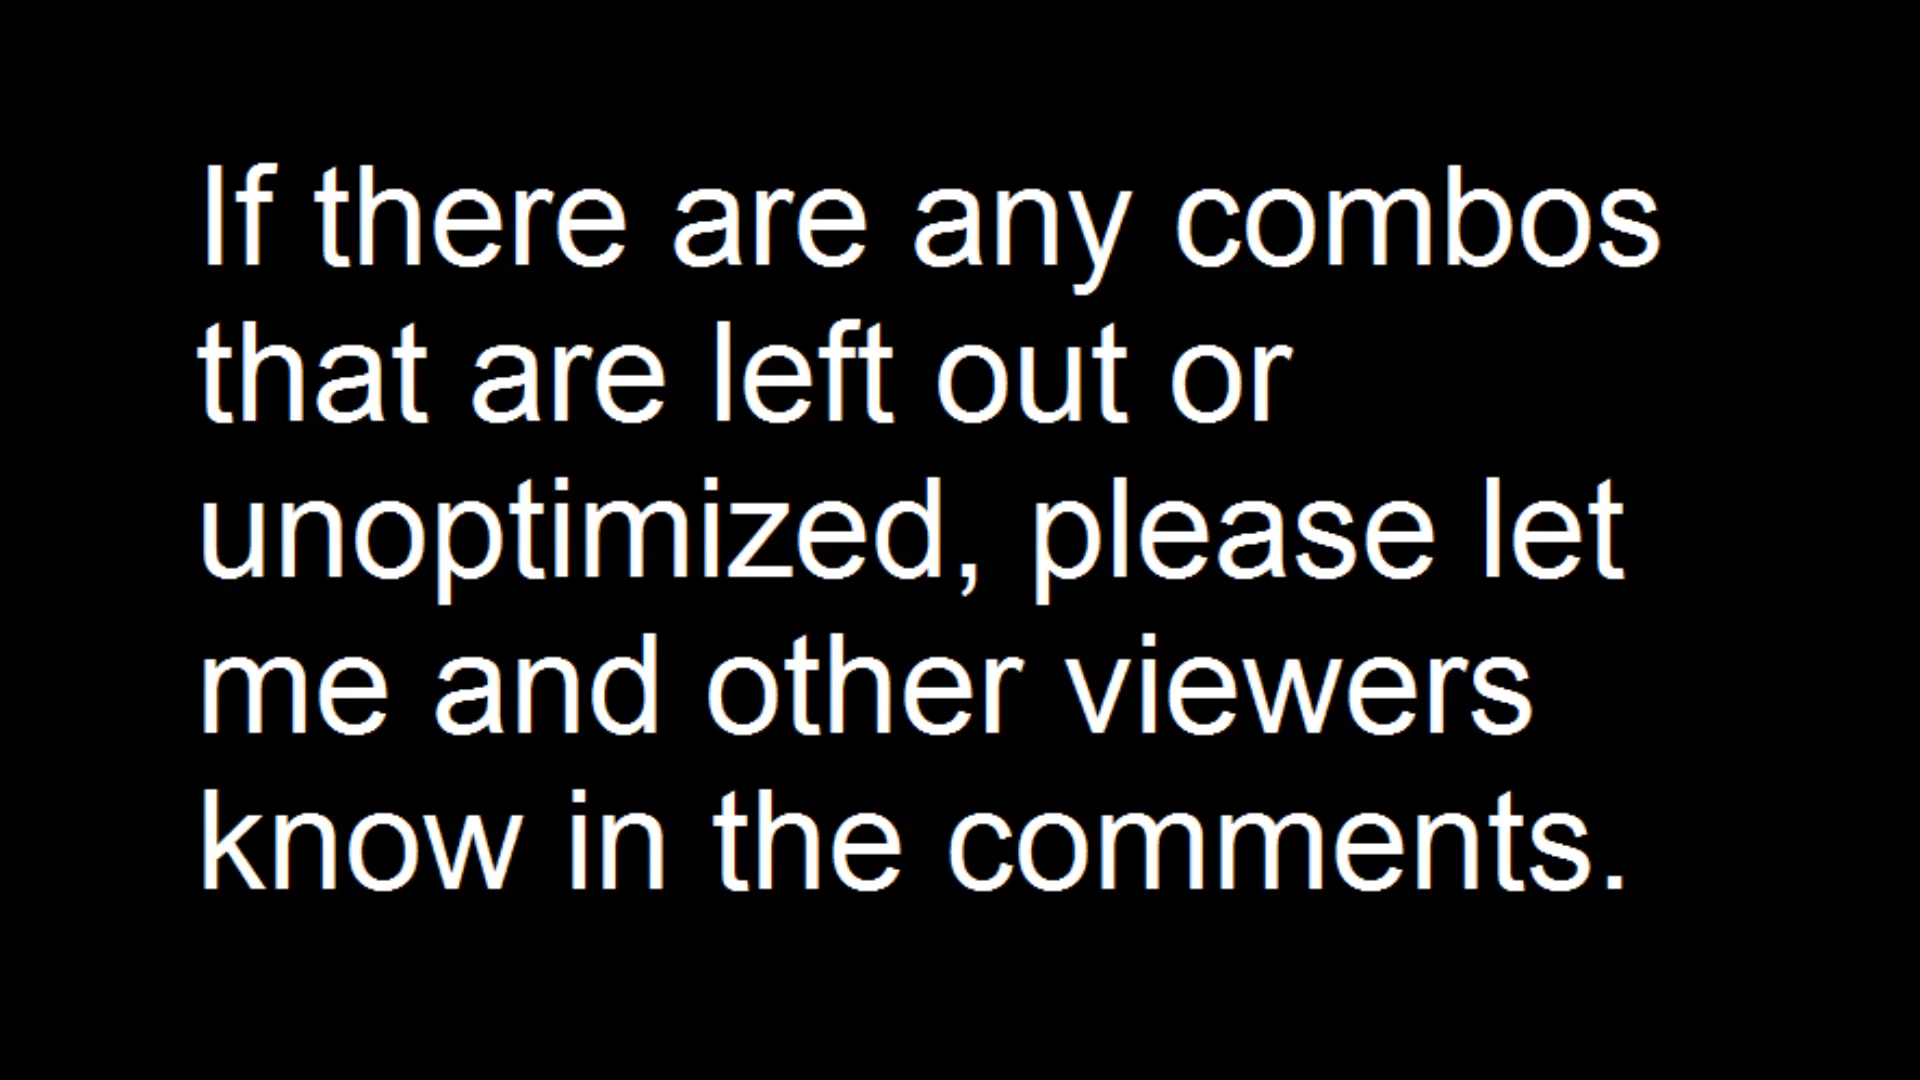 If there are any combos
that are left out or
unoptimized, please let
me and other viewers
know in the comments.